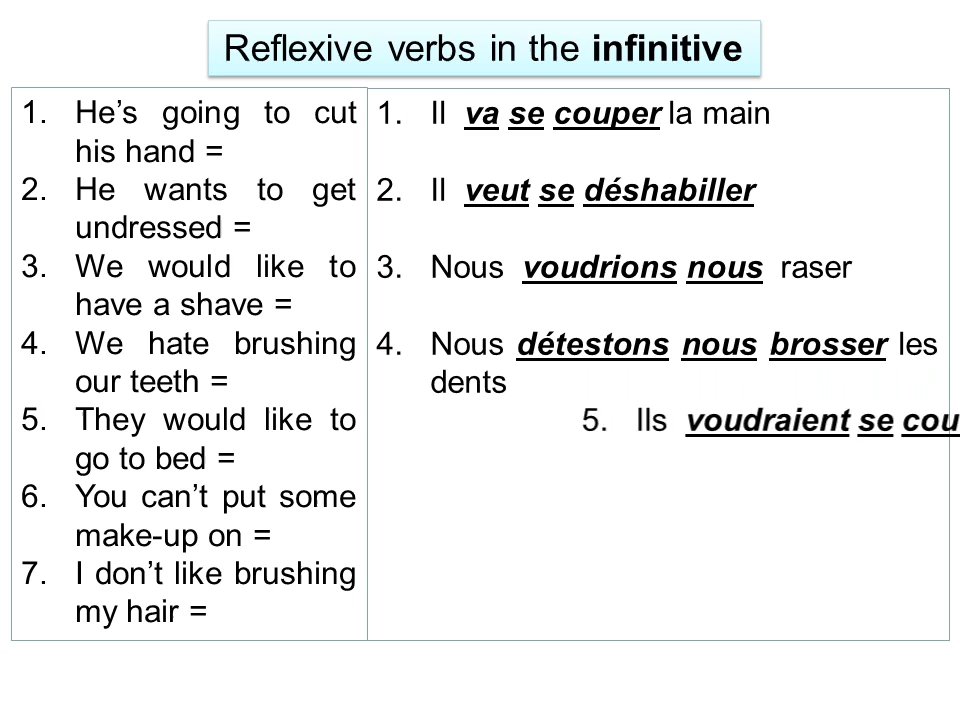 Reflexive verbs in the infinitive
1. He’s going to cut
his hand =
2. He wants to get
undressed =
3. We would like to
have a shave =
4. We hate brushing
our teeth =
5. They would like to
go to bed =
6. You can’t put some
make-up on =
7. I don’t like brushing
my hair =
1. Il va se couper la main
2. Il veut se déshabiller
3. Nous voudrions nous raser
4. Nous détestons nous brosser les
dents
5. Ils voudraient se cou